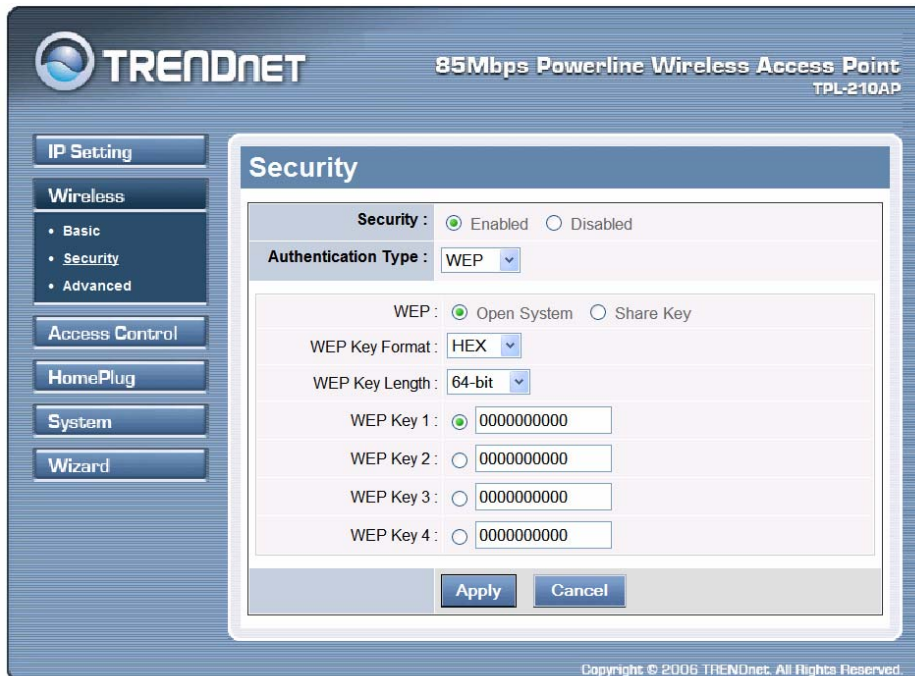 TRENDNET
85Mbps Powerline Wireless Access Point
TPL-210AP
IP Setting
Wireless
• Basic
• Security
• Advanced
Access Control
HomePlug
System
Wizard
Security
Security : Enabled Disabled
Authentication Type : WEP
WEP : Open System Share Key
WEP Key Format : HEX
WEP Key Length : 64-bit
WEP Key 1 : 0000000000
WEP Key 2 : 0000000000
WEP Key 3 : 0000000000
WEP Key 4 : 0000000000
Apply Cancel
Copyright © 2006 TRENDnet. All Rights Reserved.